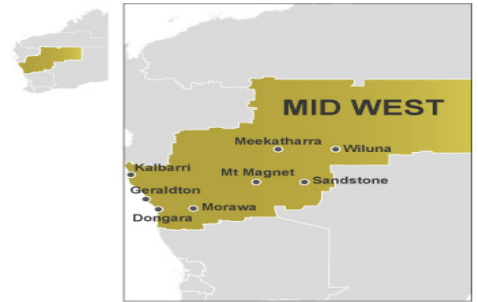 MID WEST
Meekatharra
Wiluna
Kalbarri
Mt Magnet
Sandstone
Geraldton
Morawa
Dongara